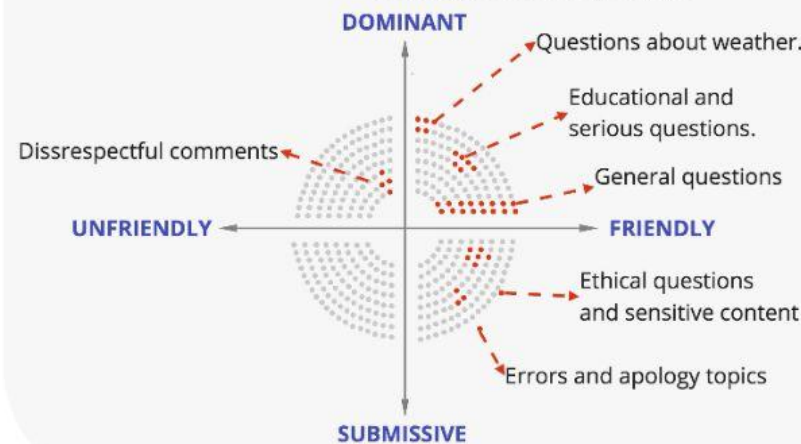 DOMINANT
Questions about weather.
Educational and
serious questions.
Dissrespectful comments
General questions
UNFRIENDLY
FRIENDLY
Ethical questions
and sensitive content
Errors and apology topics
SUBMISSIVE